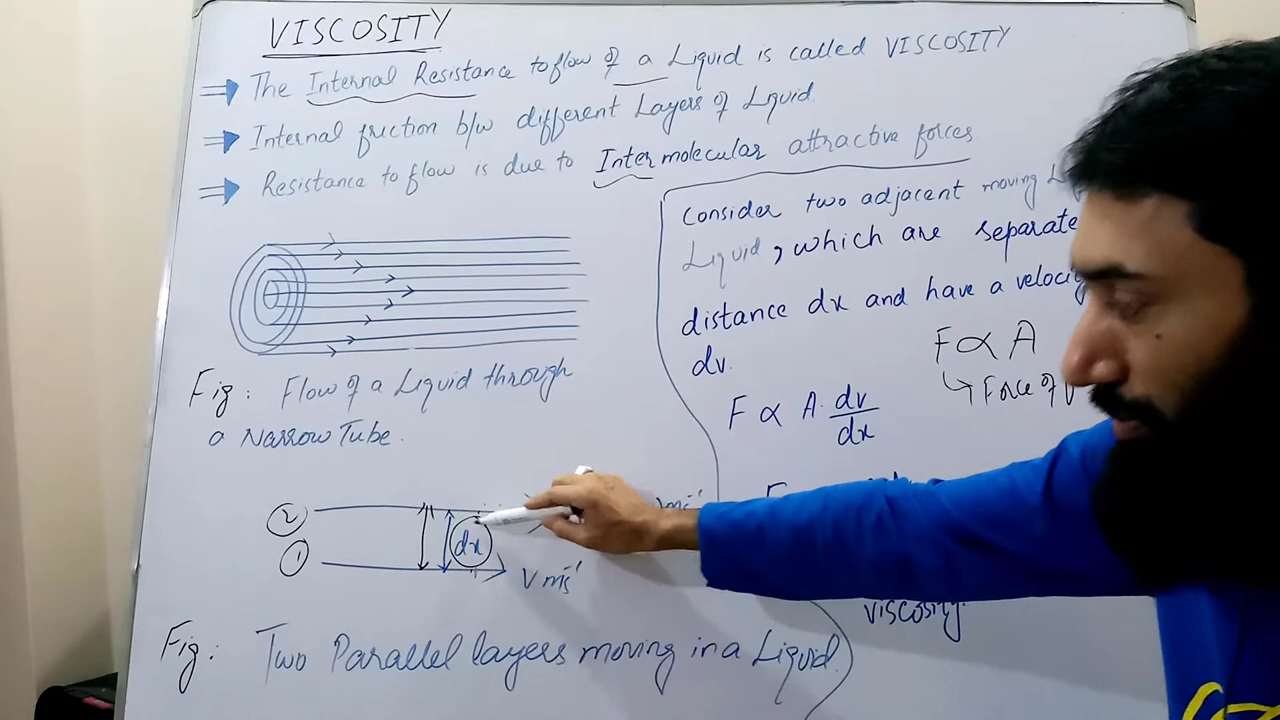 VISCOSITY
⇒ The Internal Resistance to flow of a Liquid is called VISCOSITY
⇒ Internal friction b/w different Layers of Liquid.
⇒ Resistance to flow is due to Intermolecular attractive forces
Fig: Flow of a Liquid through
a Narrow Tube.
② 
① dx
V ms⁻¹
ms⁻¹
Fig: Two Parallel layers moving in a Liquid.
Consider two adjacent moving
Liquid, which are separate
distance dx and have a velocity
dv.
F ∝ A
↳ Force of
F ∝ A. dv/dx
F
viscosity.